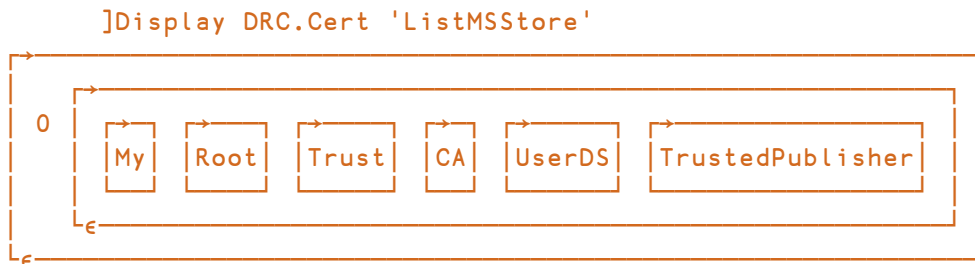 ]Display DRC.Cert 'ListMSStore'
0 My Root Trust CA UserDS TrustedPublisher